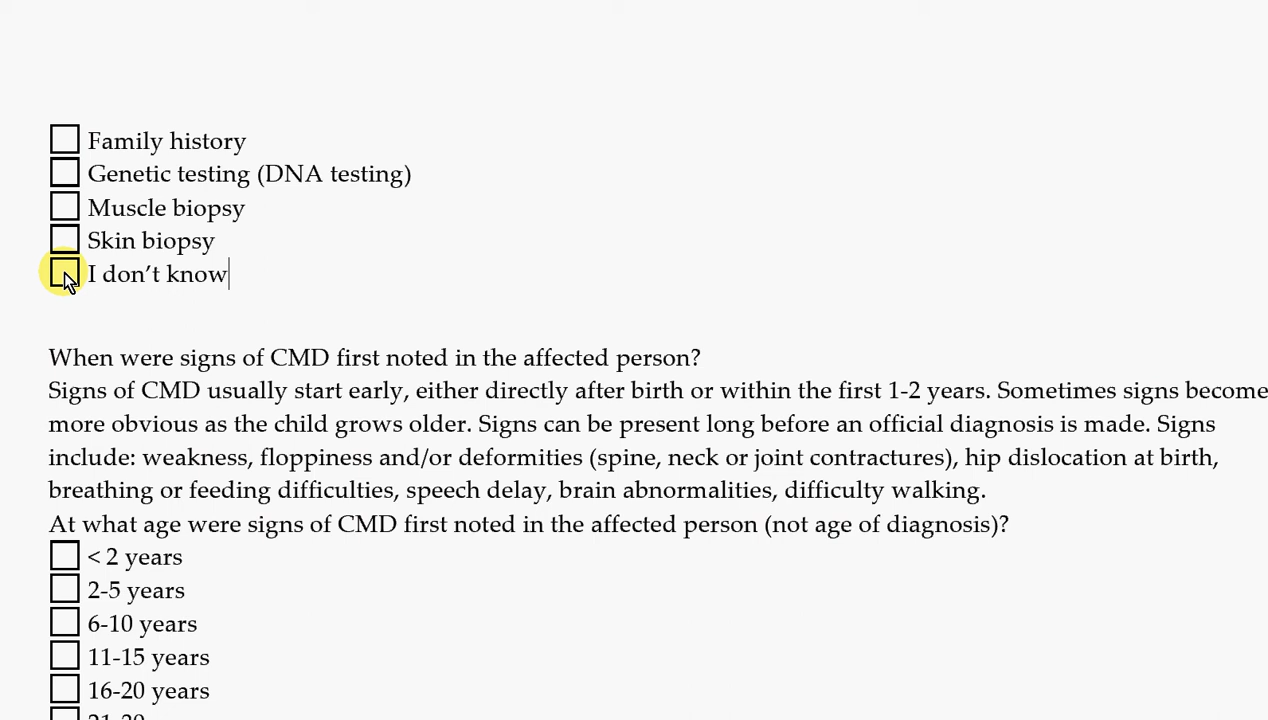 Family history
Genetic testing (DNA testing)
Muscle biopsy
Skin biopsy
I don’t know
When were signs of CMD first noted in the affected person?
Signs of CMD usually start early, either directly after birth or within the first 1-2 years. Sometimes signs become
more obvious as the child grows older. Signs can be present long before an official diagnosis is made. Signs
include: weakness, floppiness and/or deformities (spine, neck or joint contractures), hip dislocation at birth,
breathing or feeding difficulties, speech delay, brain abnormalities, difficulty walking.
At what age were signs of CMD first noted in the affected person (not age of diagnosis)?
< 2 years
2-5 years
6-10 years
11-15 years
16-20 years